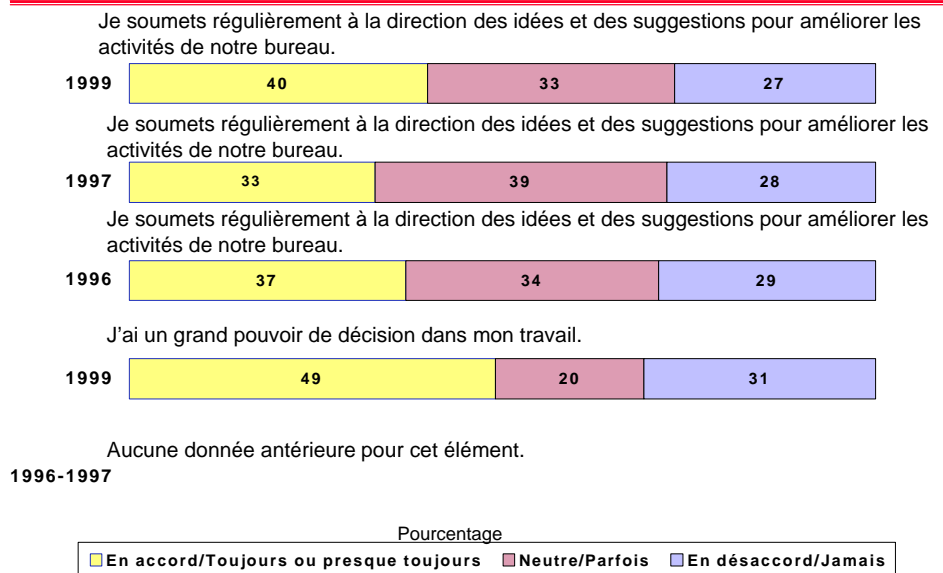 Je soumets régulièrement à la direction des idées et des suggestions pour améliorer les
activités de notre bureau.
1999 40 33 27
Je soumets régulièrement à la direction des idées et des suggestions pour améliorer les
activités de notre bureau.
1997 33 39 28
Je soumets régulièrement à la direction des idées et des suggestions pour améliorer les
activités de notre bureau.
1996 37 34 29
J'ai un grand pouvoir de décision dans mon travail.
1999 49 20 31
Aucune donnée antérieure pour cet élément.
1996-1997
Pourcentage
En accord/Toujours ou presque toujours Neutre/Parfois En désaccord/Jamais